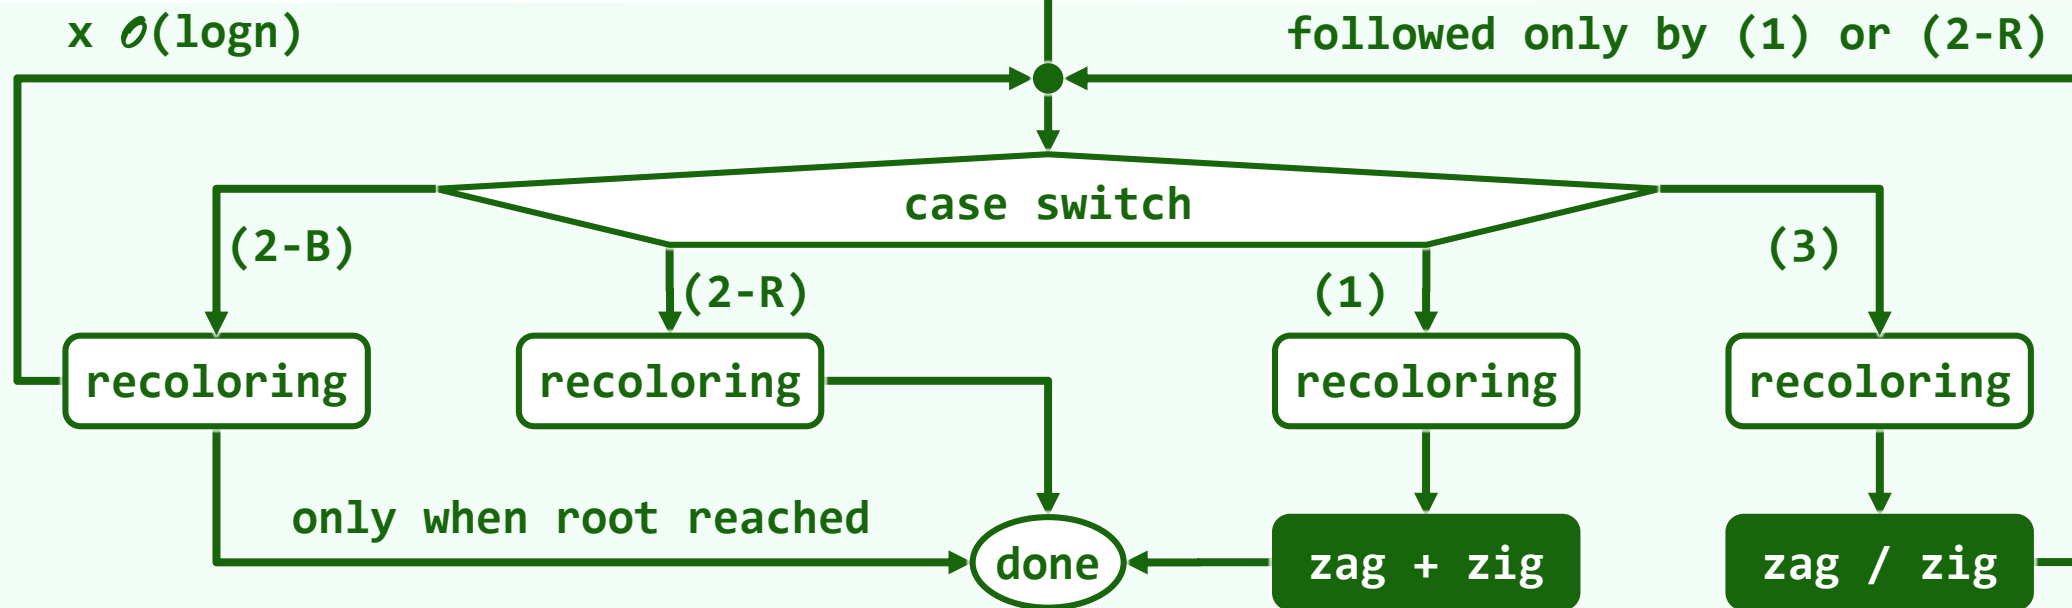 x 𝒪(logn)
followed only by (1) or (2-R)
case switch
(2-B)
(3)
(2-R)
(1)
recoloring
recoloring
recoloring
recoloring
only when root reached
done
zag + zig
zag / zig